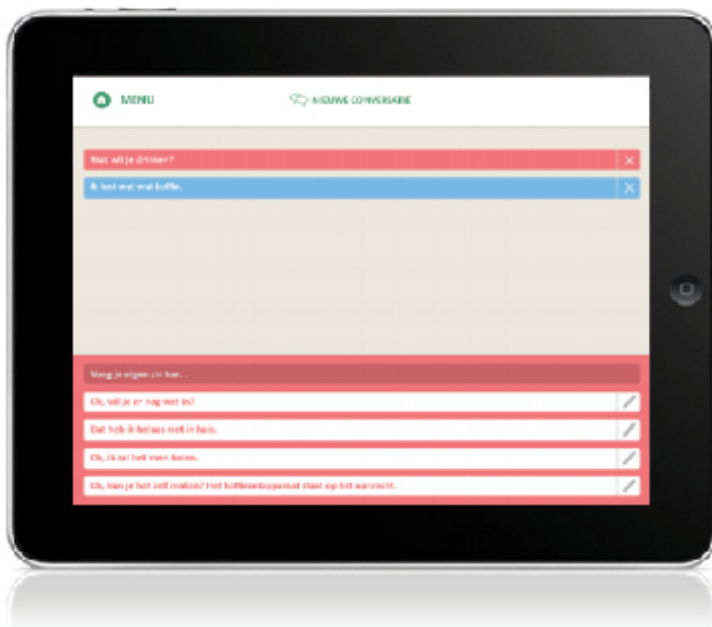 MENU
NIEUWE CONVERSATIE
Wat wil je drinken?
Ik lust wel wat koffie.
Voeg je eigen zin toe...
Ok, wil je er nog wat in?
Dat heb ik helaas niet in huis.
Ok, ik zal het even halen.
Ok, kan je het zelf maken? Het koffiezetapparaat staat op het aanrecht.